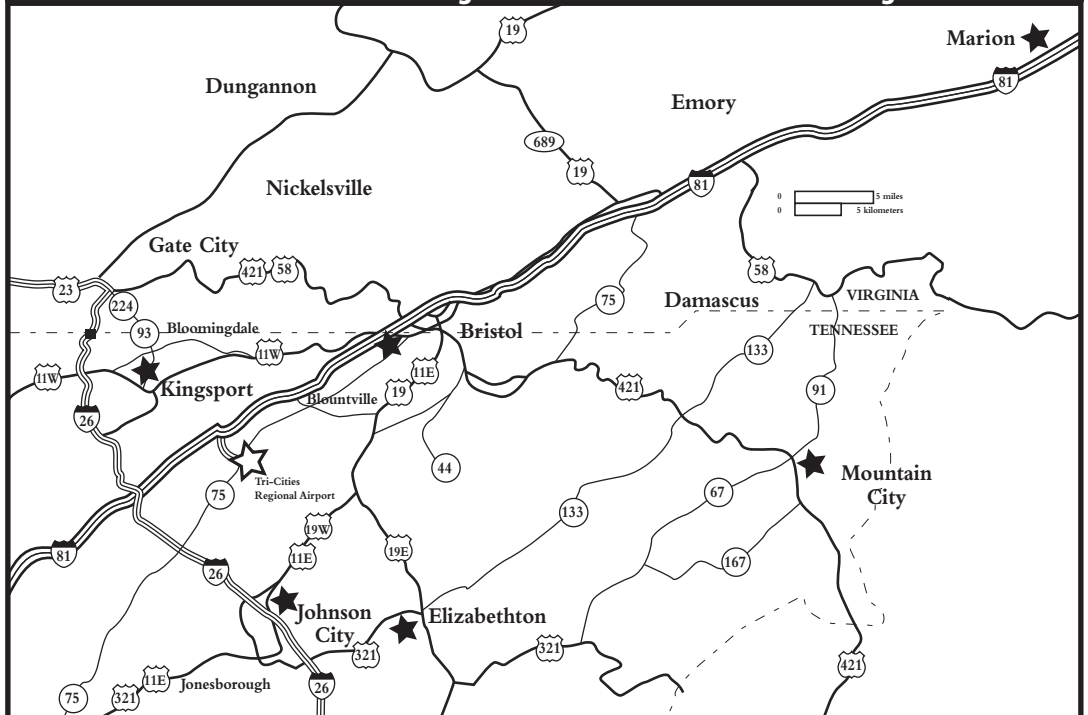 19
Marion
81
Dungannon
Emory
689
19
81
Nickelsville
0
5 miles
0
5 kilometers
Gate City
421
58
58
23
224
75
Damascus
VIRGINIA
93
Bloomingdale
Bristol
TENNESSEE
11W
133
11W
11E
Kingsport
19
421
91
Blountville
26
44
Mountain
City
Tri-Cities
Regional Airport
75
67
133
19W
81
11E
19E
167
26
Johnson
City
Elizabethton
321
321
421
11E
Jonesborough
26
75
321